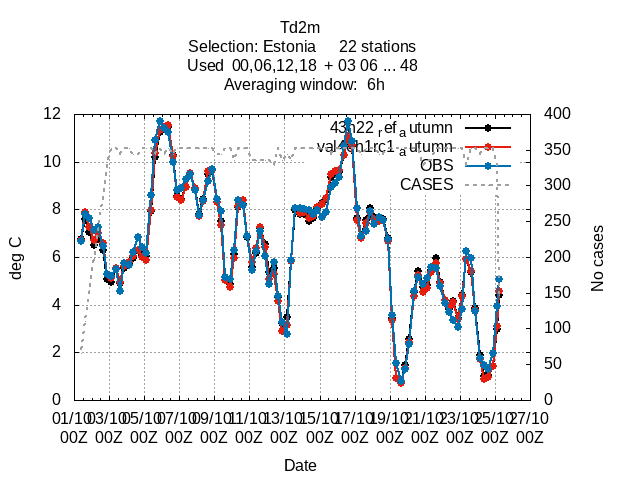 Td2m
Selection: Estonia 22 stations
Used 00,06,12,18 + 03 06 ... 48
Averaging window: 6h
deg C
12
10
8
6
4
2
0
400
350
300
250
200
150
100
50
0
No cases
43h22_ref_autumn
val46h1rc1_autumn
OBS
CASES
01/10 03/10 05/10 07/10 09/10 11/10 13/10 15/10 17/10 19/10 21/10 23/10 25/10 27/10
00Z 00Z 00Z 00Z 00Z 00Z 00Z 00Z 00Z 00Z 00Z 00Z 00Z 00Z
Date